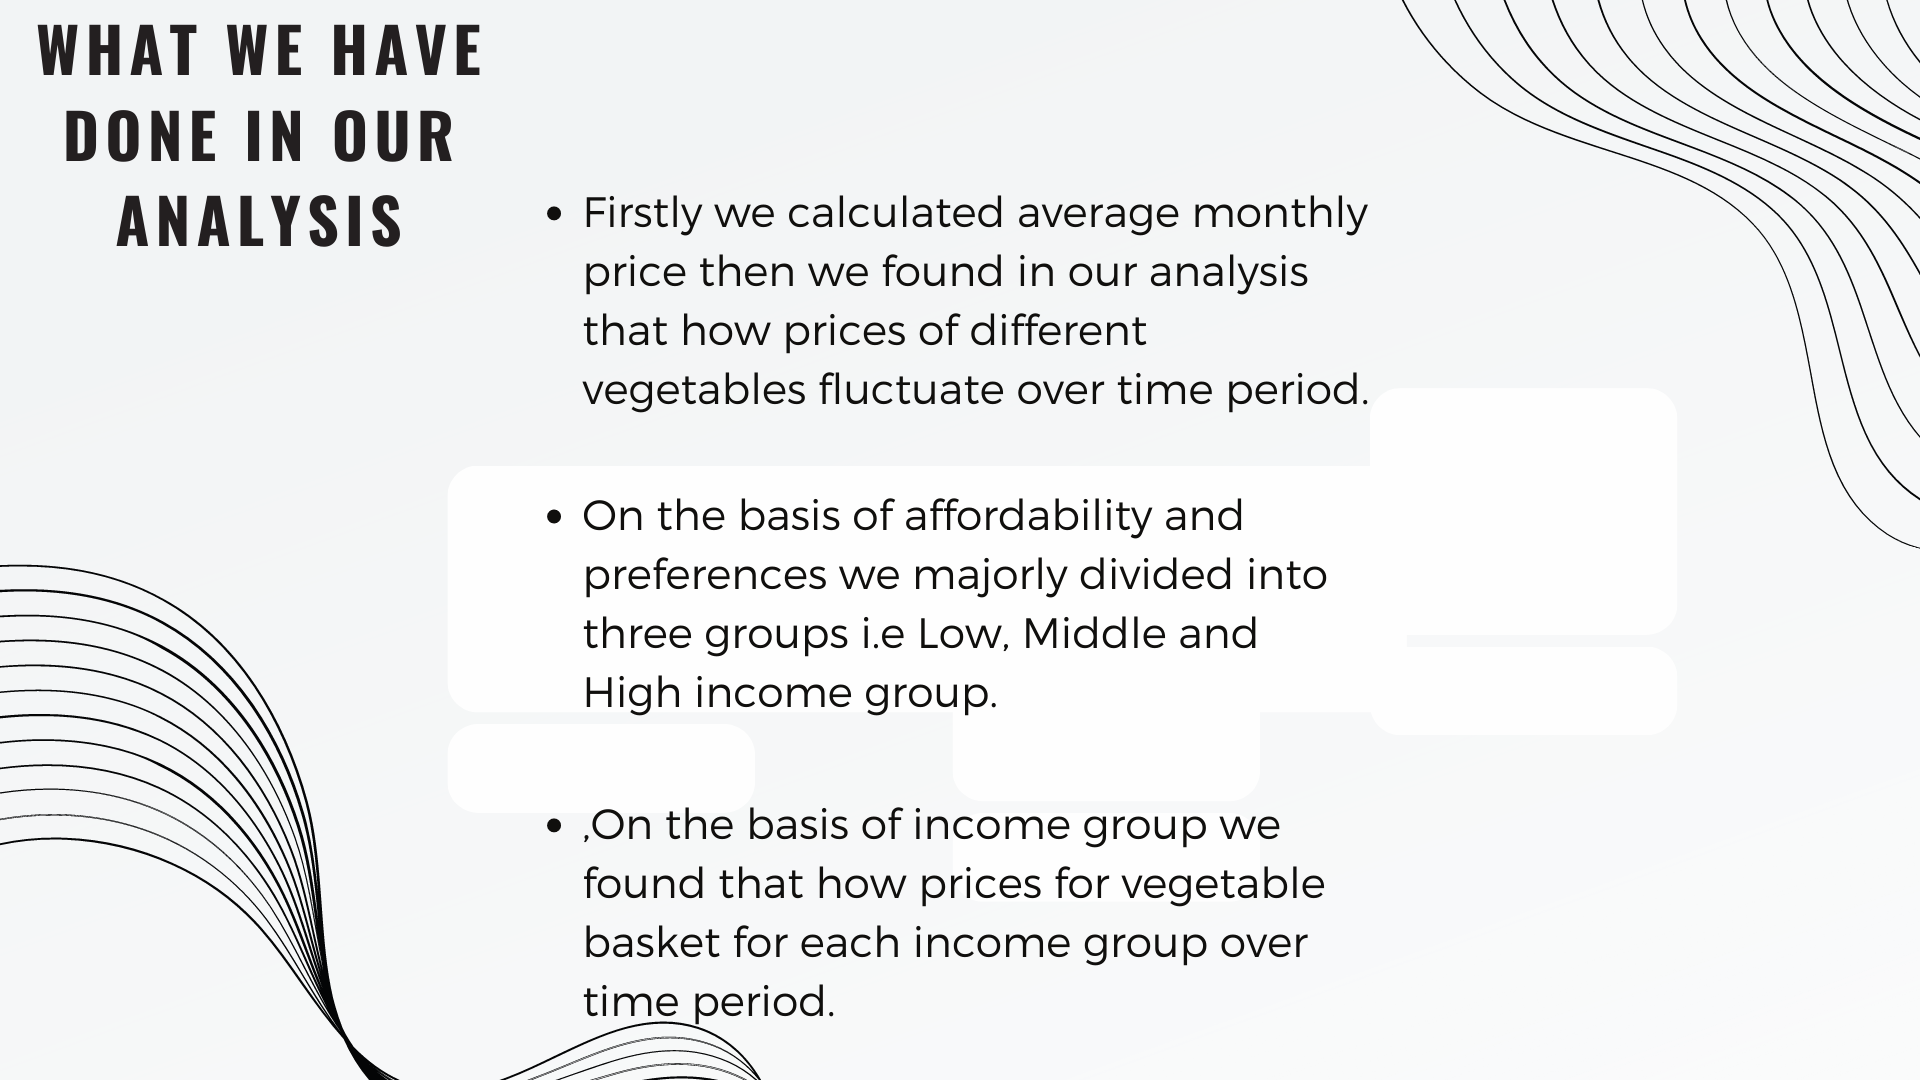 WHAT WE HAVE
DONE IN OUR
ANALYSIS
• Firstly we calculated average monthly
price then we found in our analysis
that how prices of different
vegetables fluctuate over time period.
• On the basis of affordability and
preferences we majorly divided into
three groups i.e Low, Middle and
High income group.
• ,On the basis of income group we
found that how prices for vegetable
basket for each income group over
time period.